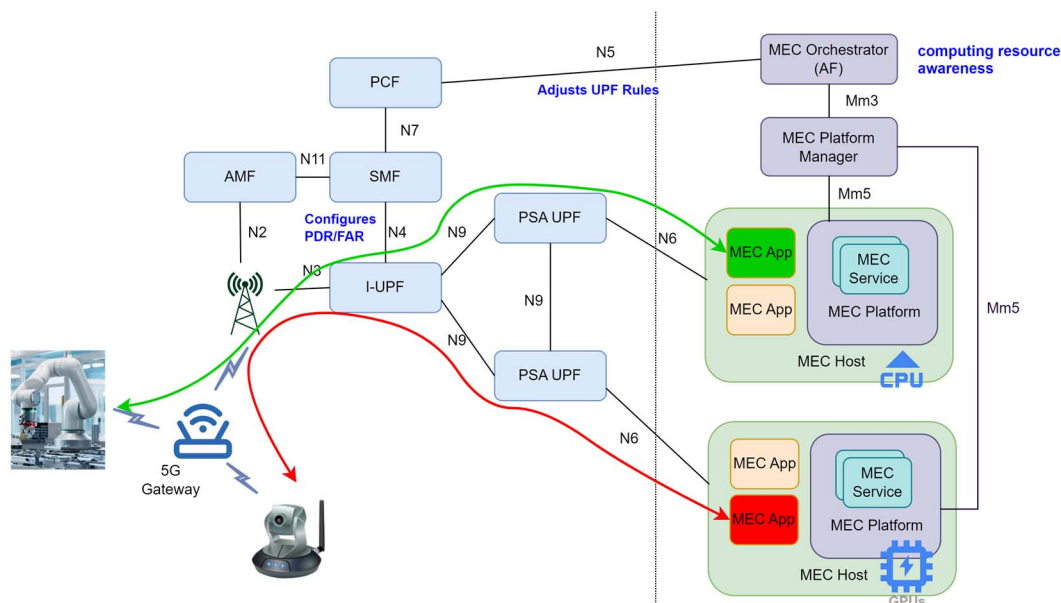 N5
MEC Orchestrator
(AF)
computing resource
awareness
PCF
Adjusts UPF Rules
Mm3
N7
MEC Platform
Manager
N11
AMF
SMF
Mm5
Configures
PDR/FAR
N2
N4
N9
PSA UPF
N6
MEC App
MEC
Service
N3
I-UPF
N9
MEC App
MEC Platform
Mm5
N9
MEC Host
CPU
PSA UPF
N6
MEC App
MEC
Service
5G
Gateway
MEC App
MEC Platform
MEC Host
GPUs